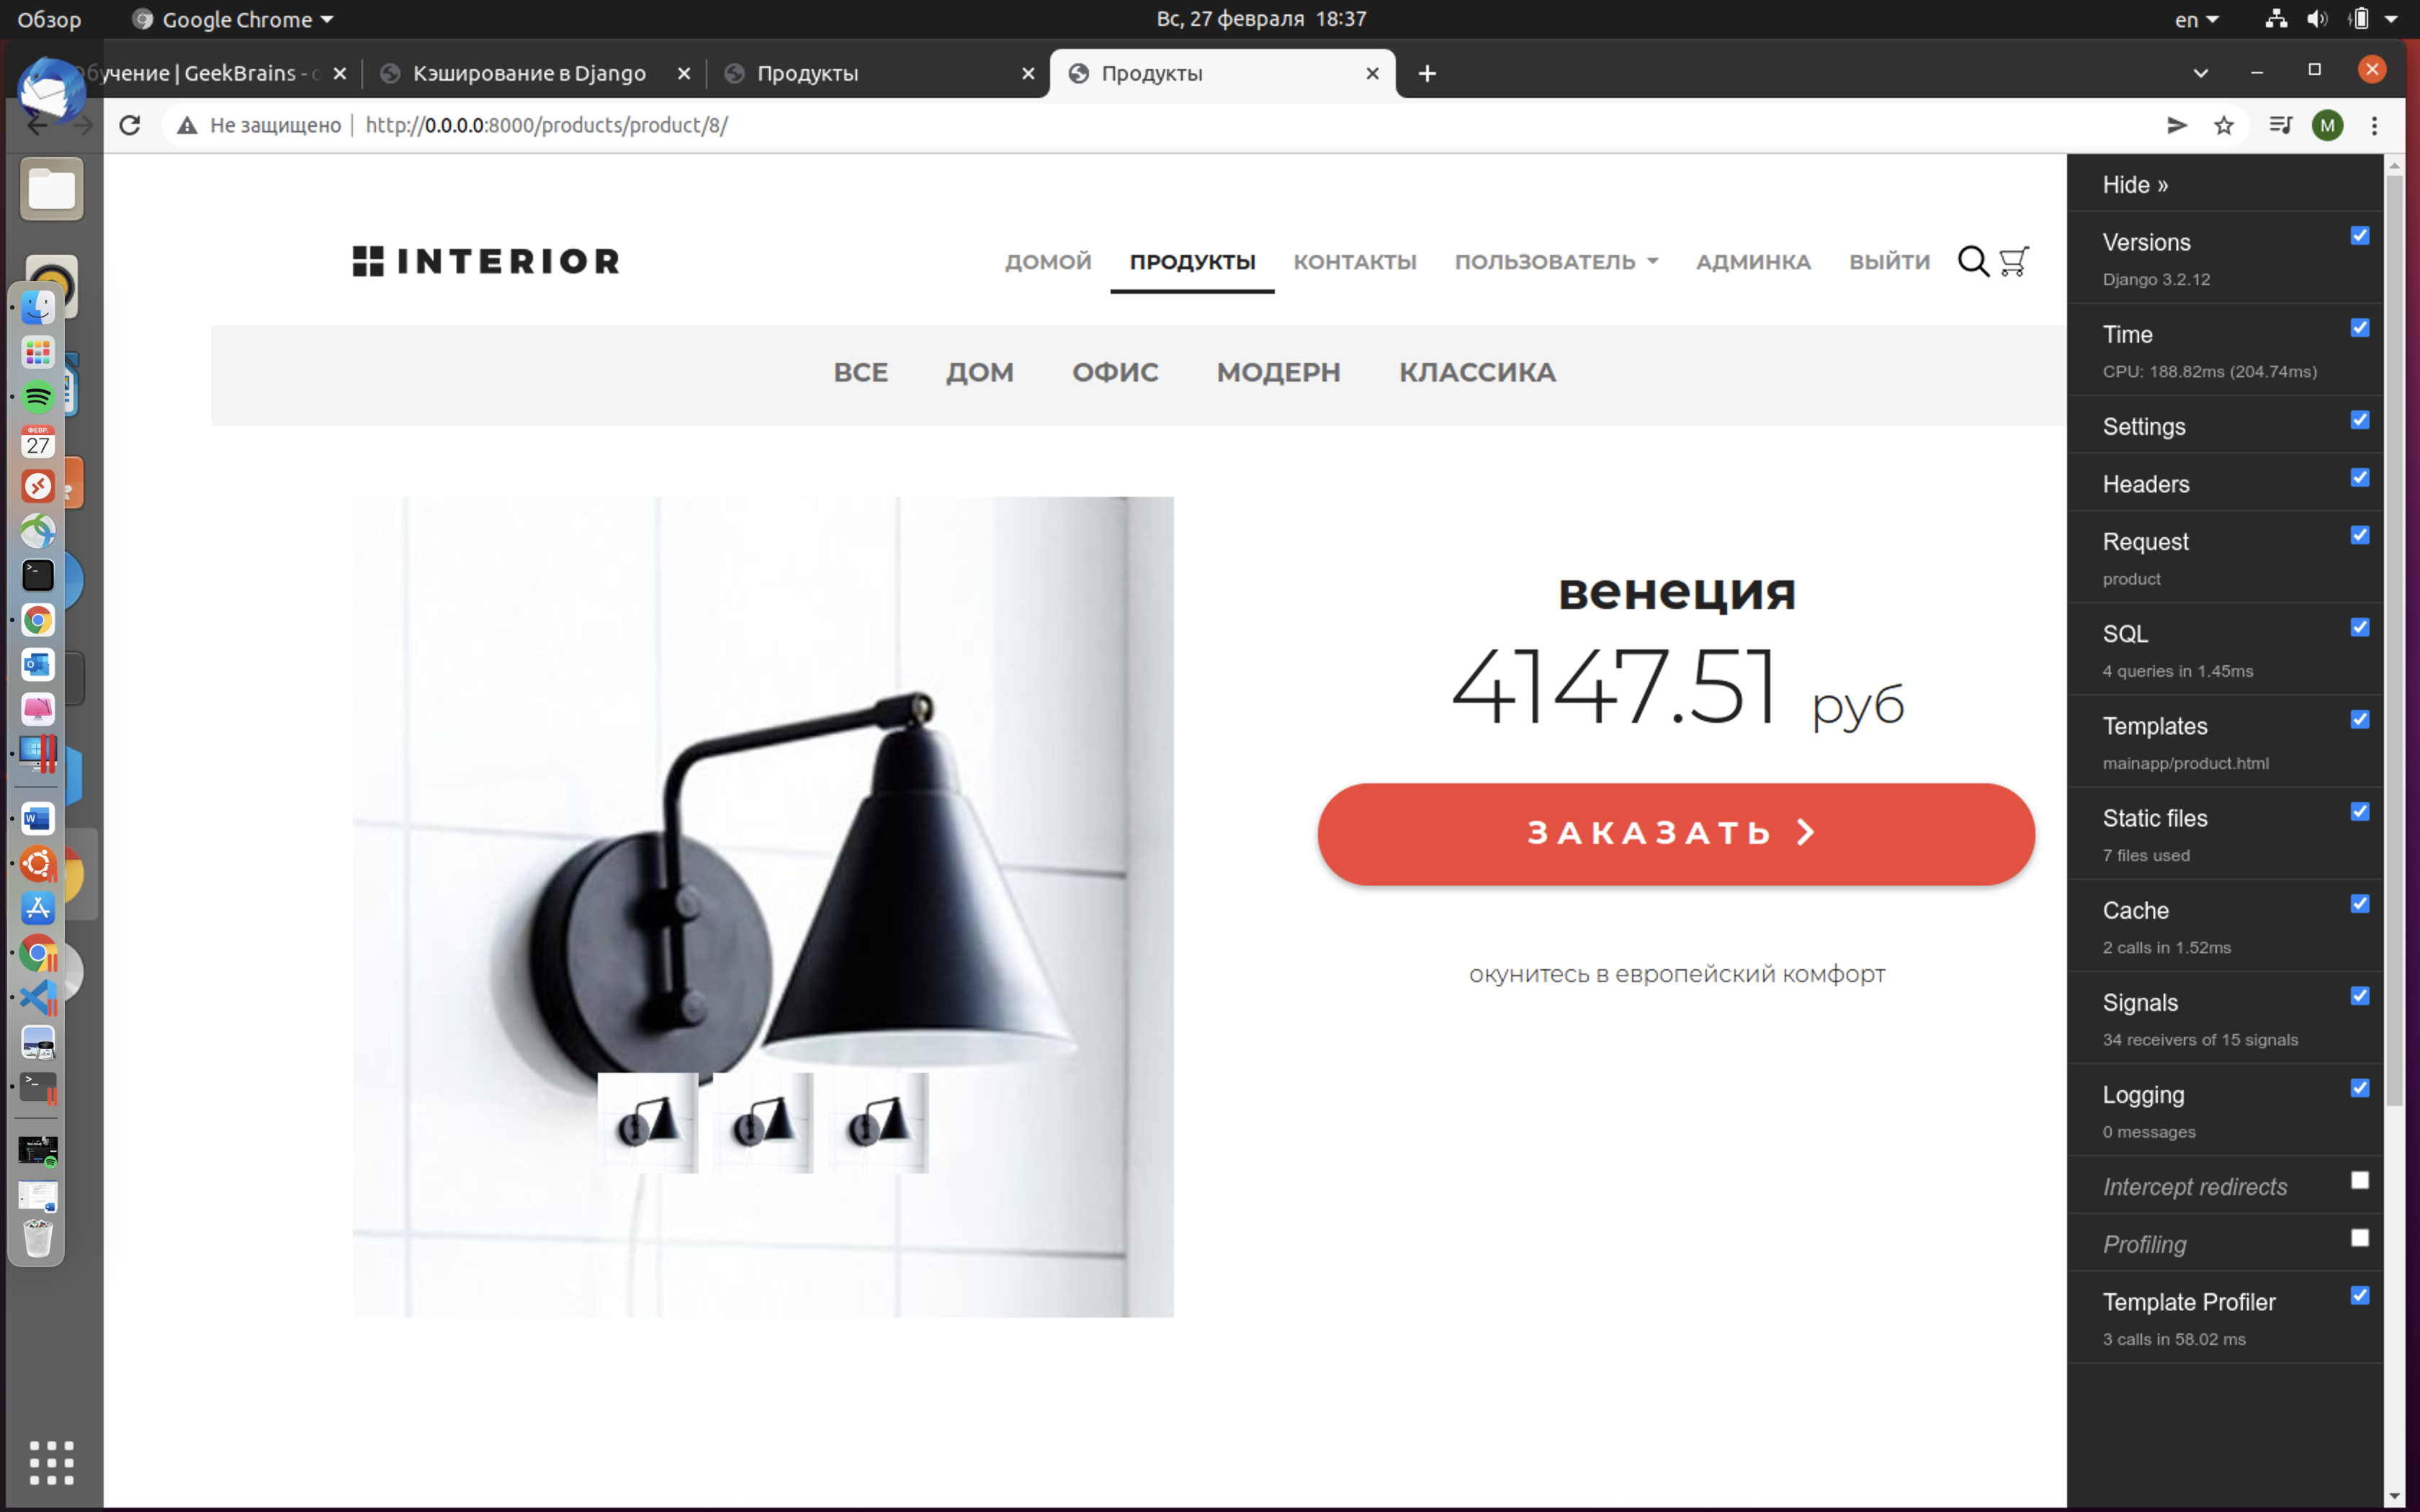 Обзор
Google Chrome
Вс, 27 февраля 18:37
en
бучение | GeekBrains - о
Кэширование в Django
Продукты
Продукты
Не защищено
http://0.0.0.0:8000/products/product/8/
M
INTERIOR
ДОМОЙ
ПРОДУКТЫ
КОНТАКТЫ
ПОЛЬЗОВАТЕЛЬ
АДМИНКА
ВЫЙТИ
ВСЕ
ДОМ
ОФИС
МОДЕРН
КЛАССИКА
венеция
4147.51 руб
ЗАКАЗАТЬ
окунитесь в европейский комфорт
Hide »
Versions
Django 3.2.12
Time
CPU: 188.82ms (204.74ms)
Settings
Headers
Request
product
SQL
4 queries in 1.45ms
Templates
mainapp/product.html
Static files
7 files used
Cache
2 calls in 1.52ms
Signals
34 receivers of 15 signals
Logging
0 messages
Intercept redirects
Profiling
Template Profiler
3 calls in 58.02 ms
ФЕВР.
27
W